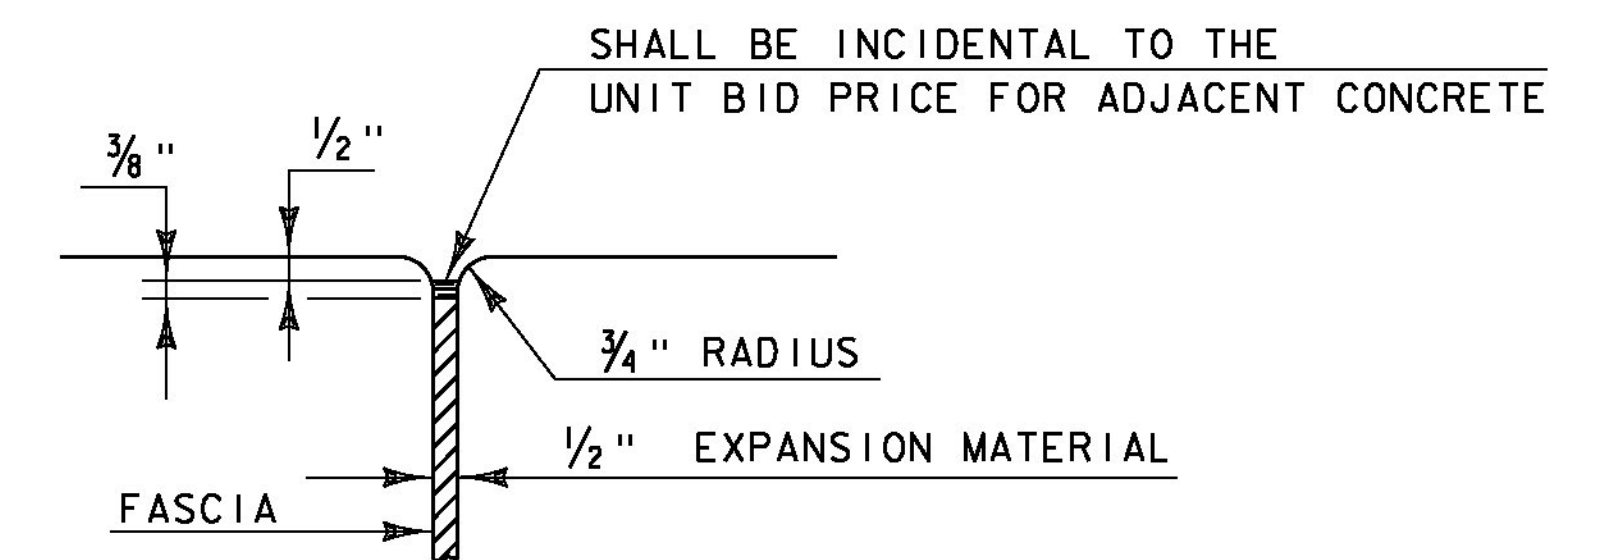 SHALL BE INCIDENTAL TO THE
UNIT BID PRICE FOR ADJACENT CONCRETE
3/8"
1/2"
3/4" RADIUS
1/2" EXPANSION MATERIAL
FASCIA